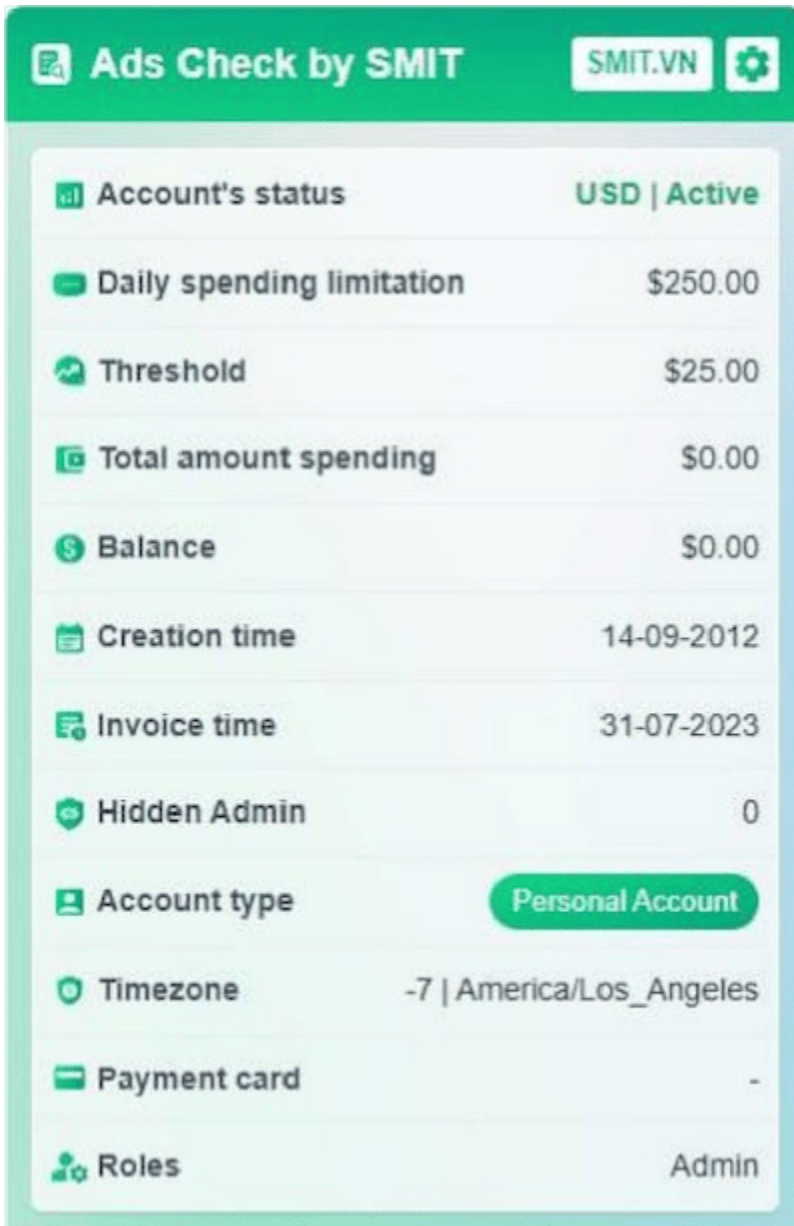 Ads Check by SMIT SMIT.VN
Account's status USD | Active
Daily spending limitation $250.00
Threshold $25.00
Total amount spending $0.00
Balance $0.00
Creation time 14-09-2012
Invoice time 31-07-2023
Hidden Admin 0
Account type Personal Account
Timezone -7 | America/Los_Angeles
Payment card -
Roles Admin